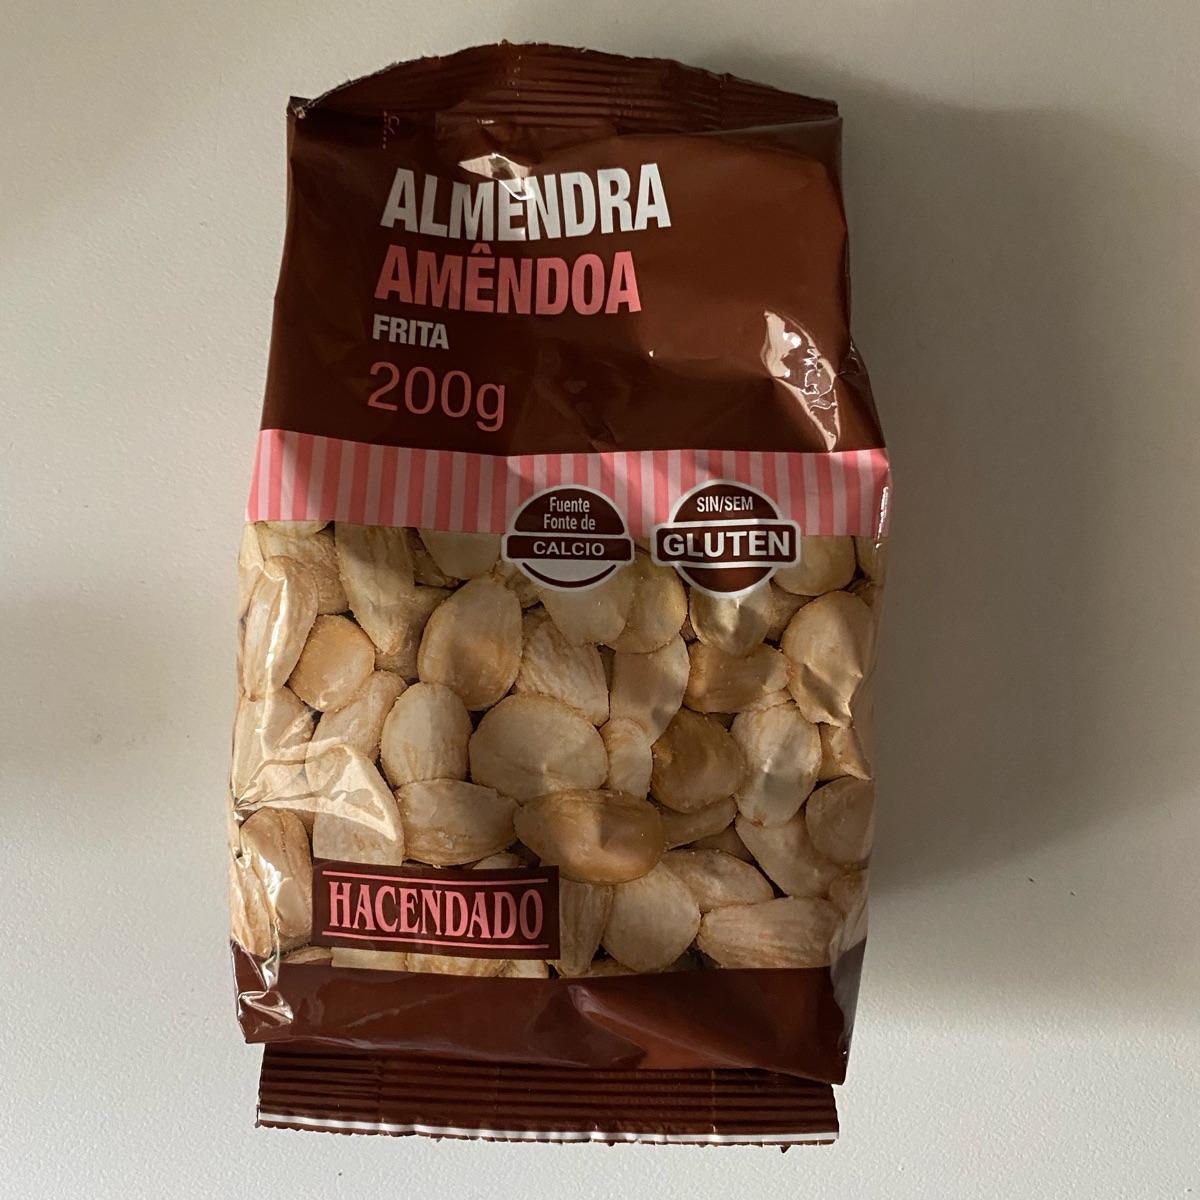 ALMENDRA
AMÊNDOA
FRITA
200g
Fuente
Fonte de
CALCIO
SIN/SEM
GLUTEN
HACENDADO